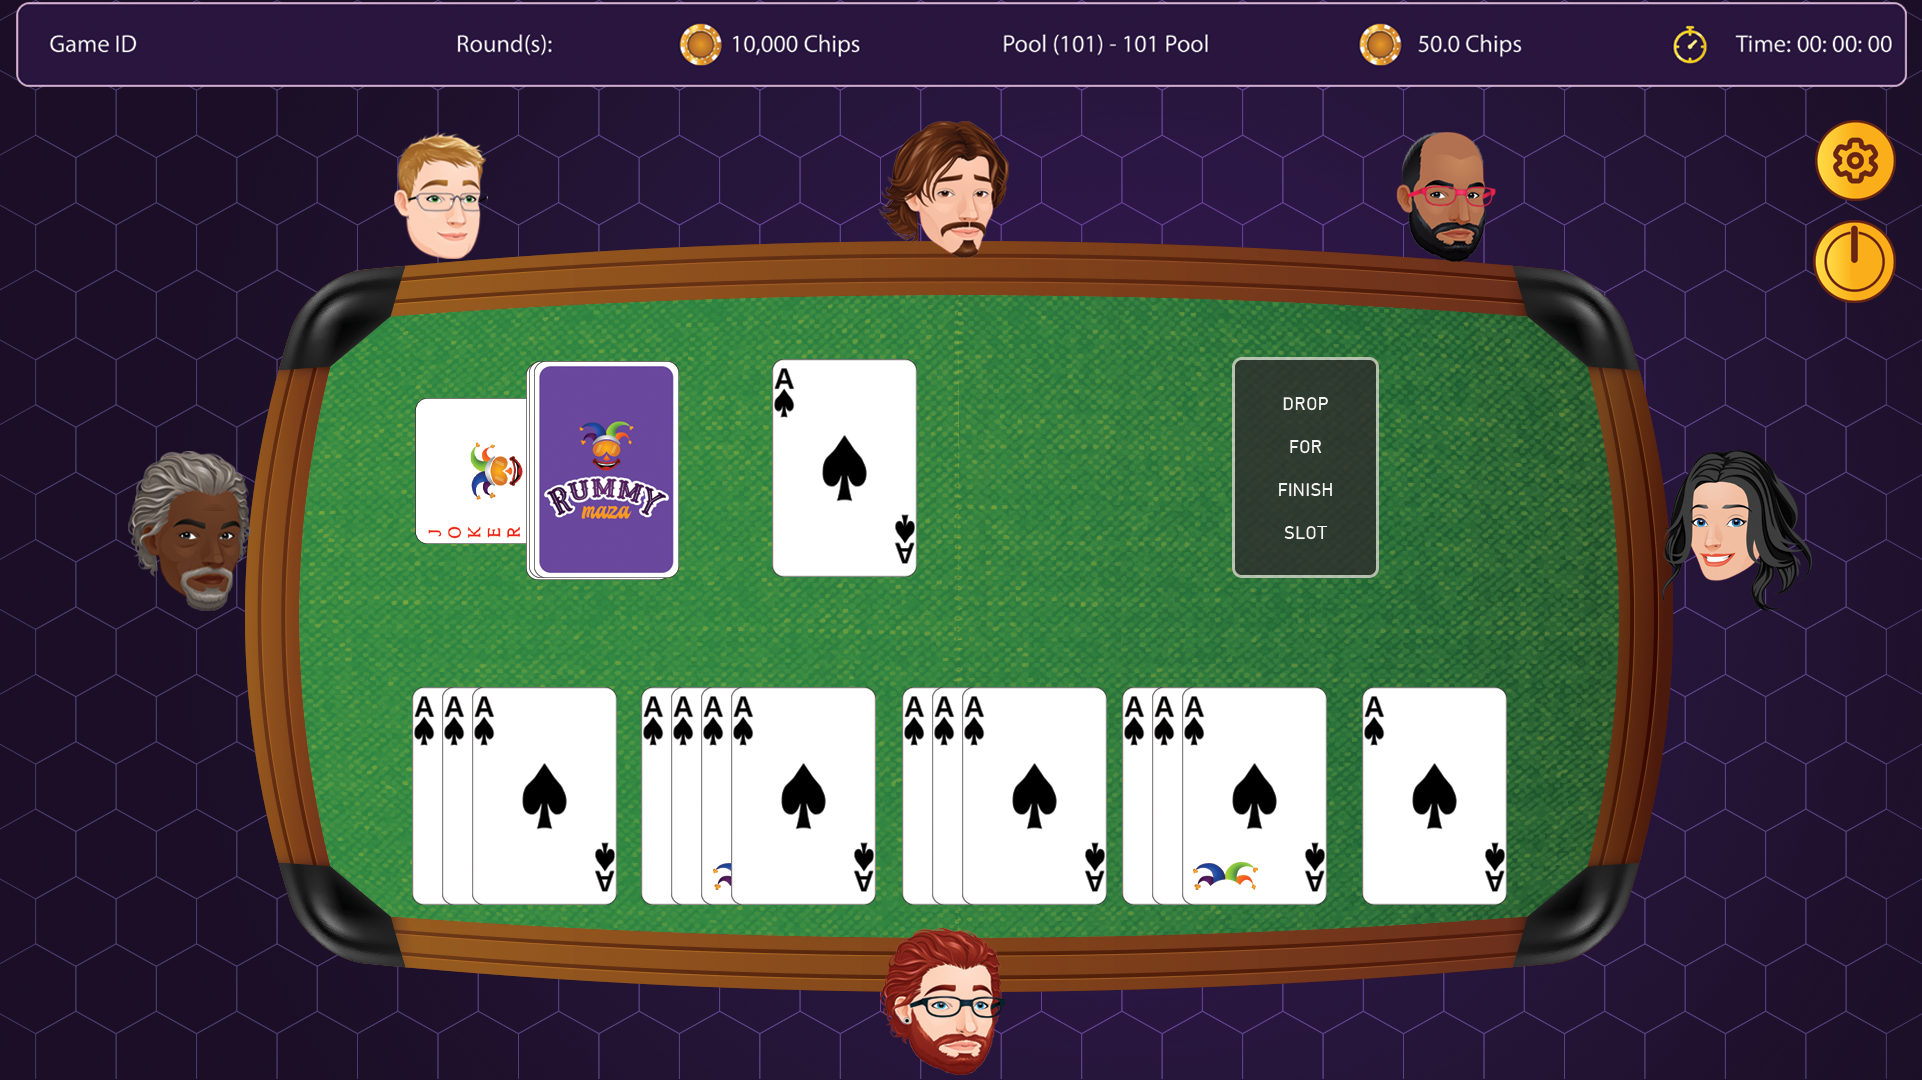 Game ID
Round(s):
10,000 Chips
Pool (101) - 101 Pool
50.0 Chips
Time: 00: 00: 00
JOKER
RUMMY
maza
A
A
DROP
FOR
FINISH
SLOT
A A A
A
A A A A
A
A A A
A
A A A
A
A
A